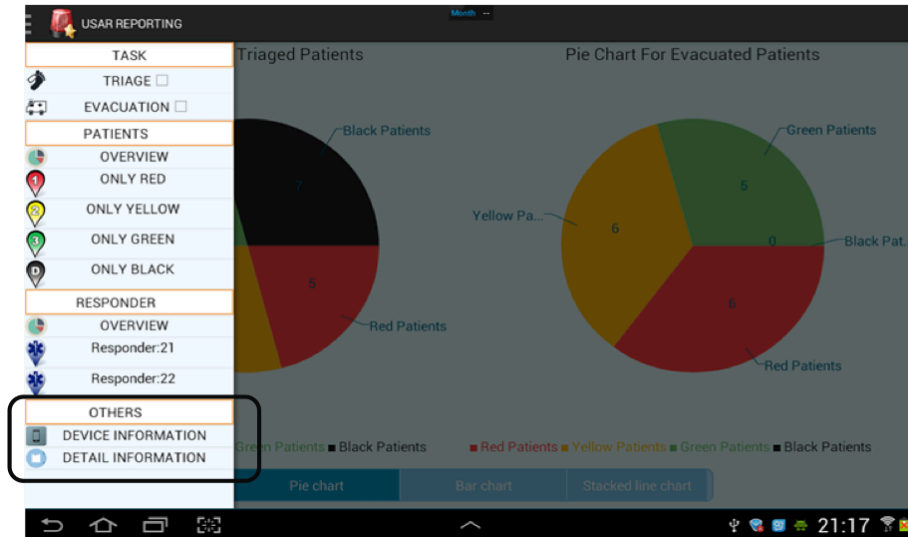 Month --
USAR REPORTING
TASK
TRIAGE
EVACUATION
PATIENTS
OVERVIEW
1 ONLY RED
2 ONLY YELLOW
3 ONLY GREEN
D ONLY BLACK
RESPONDER
OVERVIEW
Responder:21
Responder:22
OTHERS
DEVICE INFORMATION
DETAIL INFORMATION
Triaged Patients
Black Patients
7
5
Red Patients
Green Patients Black Patients
Pie Chart For Evacuated Patients
Green Patients
5
Yellow Pa...
6
0
Black Pat..
6
Red Patients
Red Patients Yellow Patients Green Patients Black Patients
Pie chart Bar chart Stacked line chart
21:17